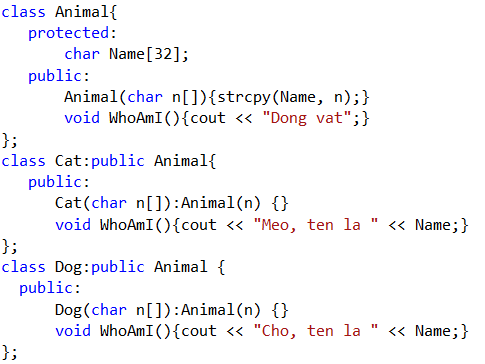 class Animal{
protected:
char Name[32];
public:
Animal(char n[]){strcpy(Name, n);}
void WhoAmI(){cout << "Dong vat";}
};
class Cat:public Animal{
public:
Cat(char n[]):Animal(n) {}
void WhoAmI(){cout << "Meo, ten la " << Name;}
};
class Dog:public Animal {
public:
Dog(char n[]):Animal(n) {}
void WhoAmI(){cout << "Cho, ten la " << Name;}
};